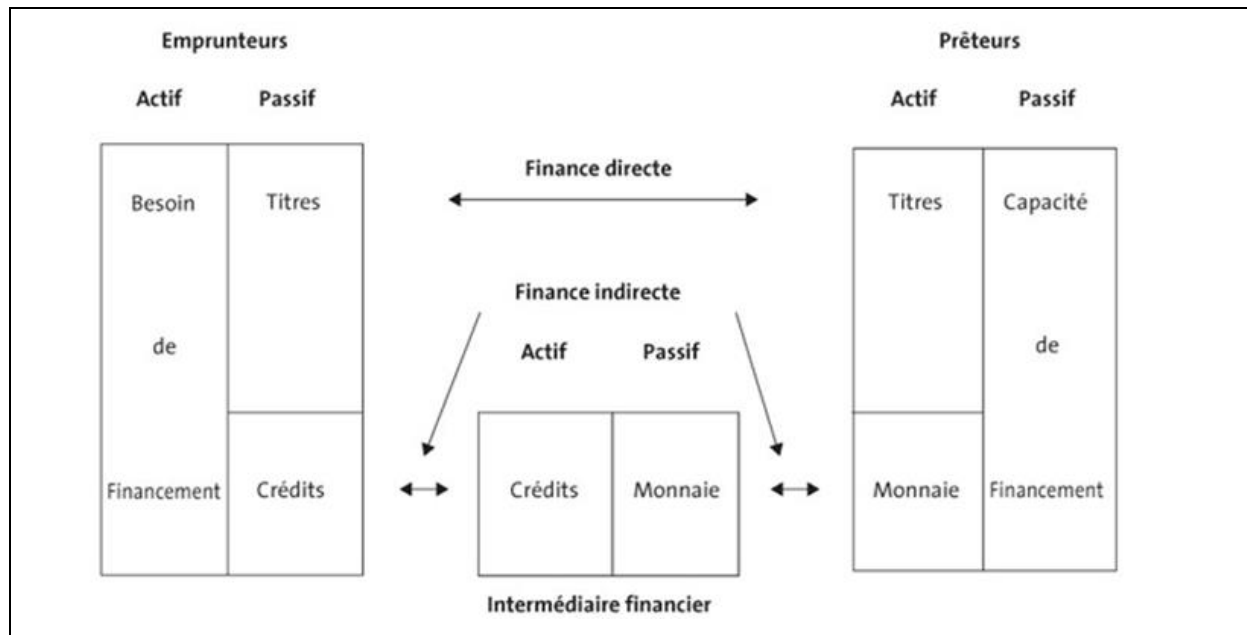 Emprunteurs
Prêteurs
Actif Passif
Actif Passif
Finance directe
Besoin Titres
Titres Capacité
Finance indirecte
de
Actif Passif
de
Financement Crédits
Crédits Monnaie
Monnaie Financement
Intermédiaire financier